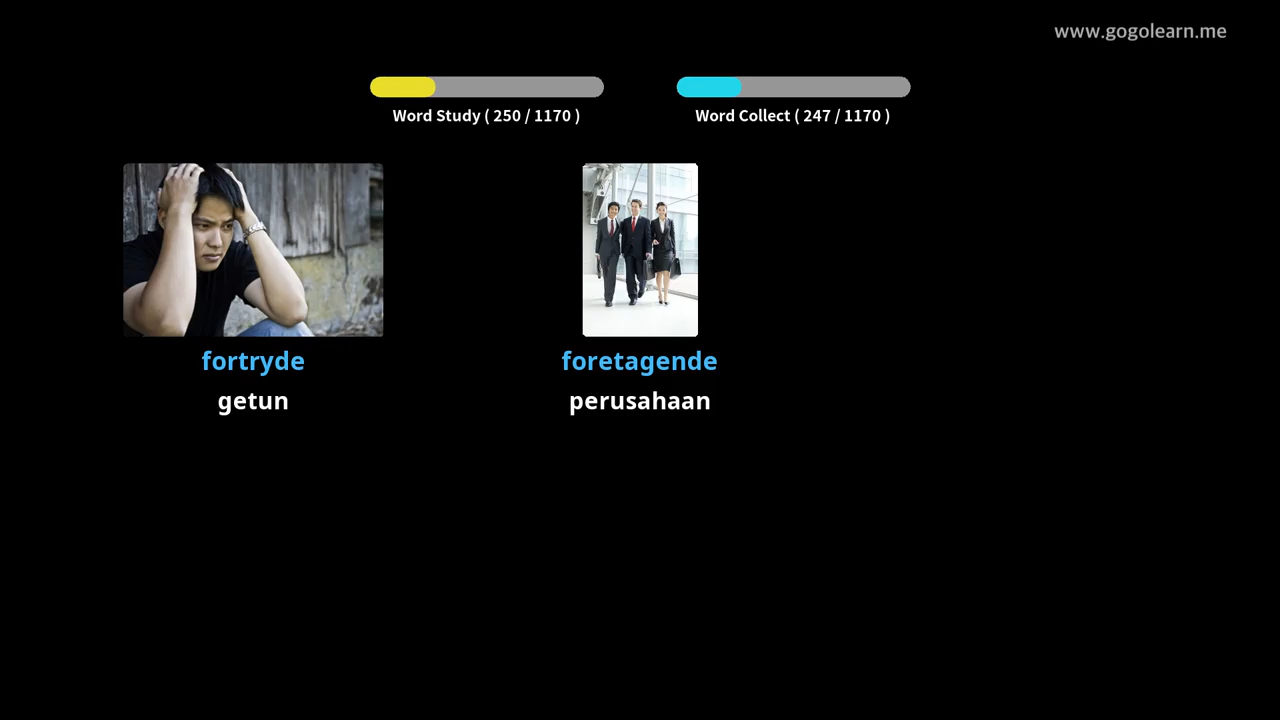 www.gogolearn.me
Word Study ( 250 / 1170 )
Word Collect ( 247 / 1170 )
fortryde
getun
foretagende
perusahaan